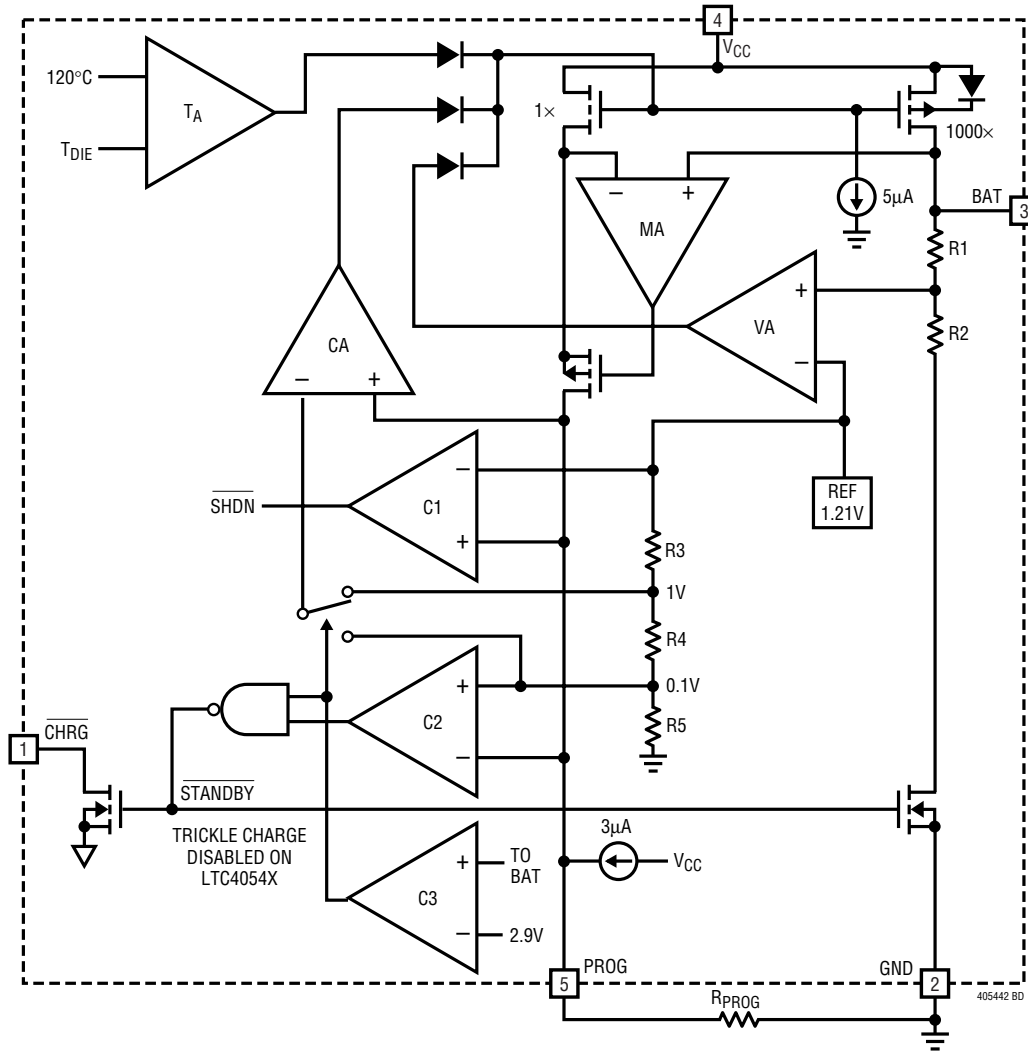 4
VCC
120°C
TA
TDIE
1×
1000×
– +
MA
5µA
BAT
3
R1
+
VA
–
R2
CA
– +
REF
1.21V
–
SHDN
C1
+
R3
1V
R4
+
0.1V
C2
R5
–
CHRG
1
STANDBY
TRICKLE CHARGE
DISABLED ON
LTC4054X
3µA
VCC
+
TO
BAT
C3
–
2.9V
PROG
5
GND
2
RPROG
405442 BD